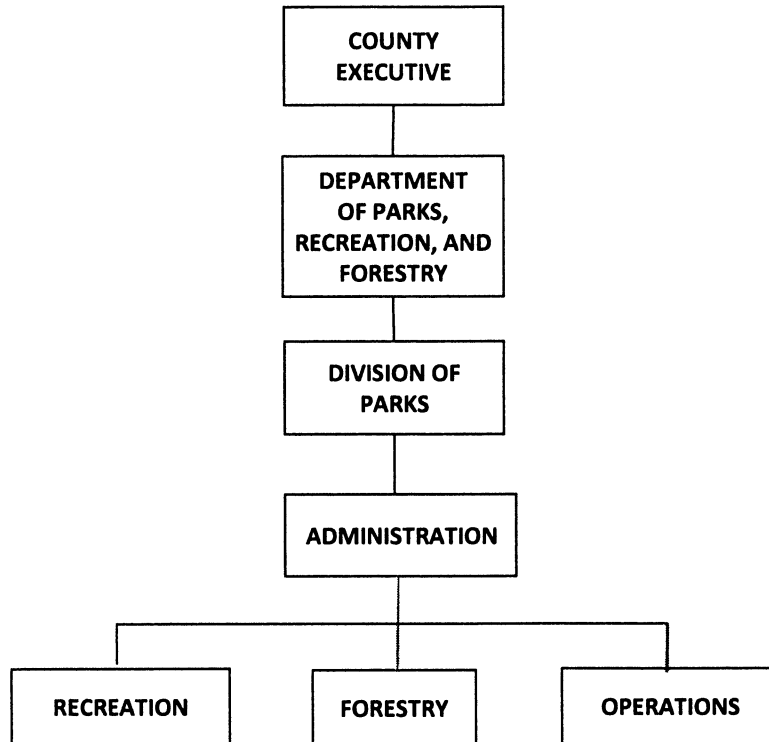 COUNTY
EXECUTIVE
DEPARTMENT
OF PARKS,
RECREATION, AND
FORESTRY
DIVISION OF
PARKS
ADMINISTRATION
RECREATION
FORESTRY
OPERATIONS